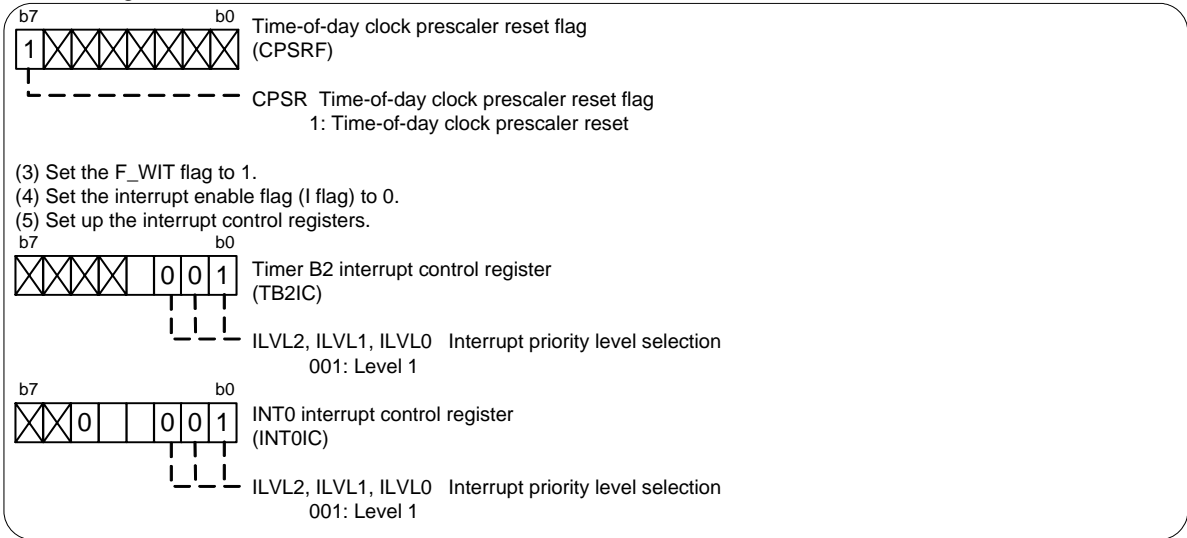 b7 b0
Time-of-day clock prescaler reset flag
1
(CPSRF)
CPSR Time-of-day clock prescaler reset flag
1: Time-of-day clock prescaler reset
(3) Set the F_WIT flag to 1.
(4) Set the interrupt enable flag (I flag) to 0.
(5) Set up the interrupt control registers.
b7 b0
0 0 1 Timer B2 interrupt control register
(TB2IC)
ILVL2, ILVL1, ILVL0 Interrupt priority level selection
001: Level 1
b7 b0
0 0 0 1 INT0 interrupt control register
(INT0IC)
ILVL2, ILVL1, ILVL0 Interrupt priority level selection
001: Level 1